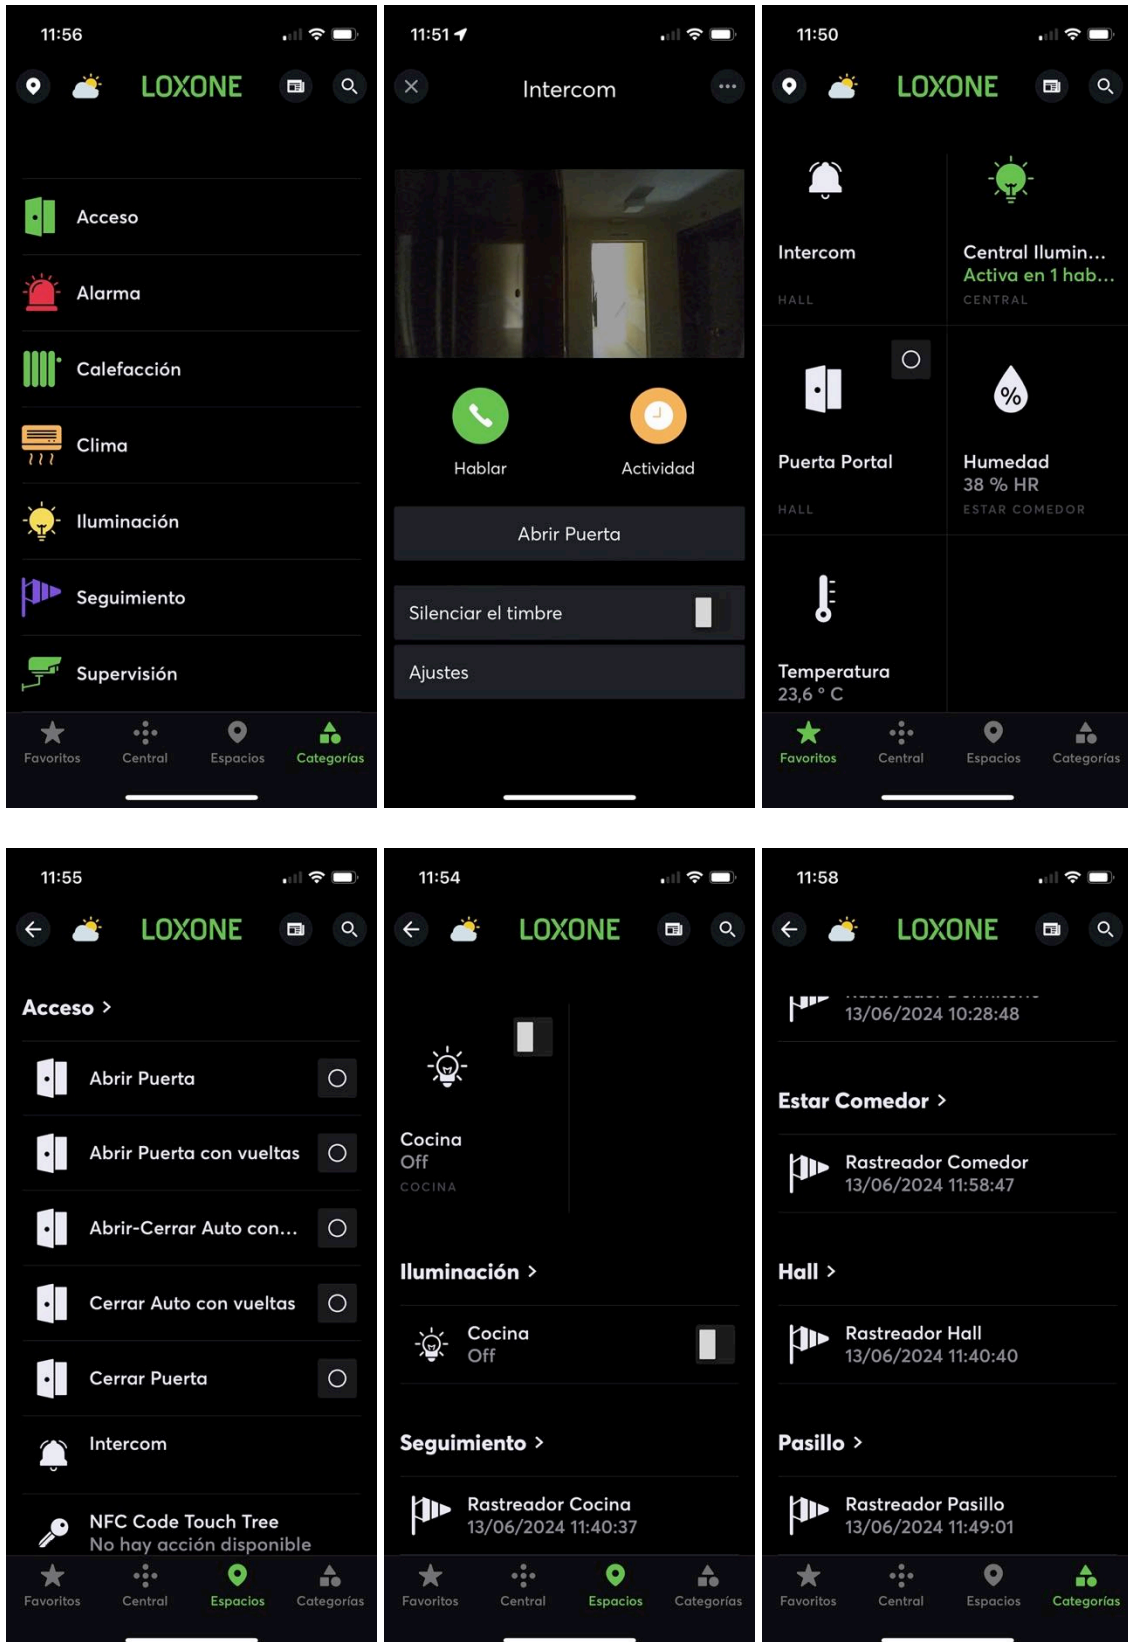 11:56
LOXONE
Acceso
Alarma
Calefacción
Clima
Iluminación
Seguimiento
Supervisión
Favoritos
Central
Espacios
Categorías
11:51
Intercom
Hablar
Actividad
Abrir Puerta
Silenciar el timbre
Ajustes
11:50
LOXONE
Intercom
HALL
Central Ilumin...
Activa en 1 hab...
CENTRAL
Puerta Portal
HALL
%
Humedad
38 % HR
ESTAR COMEDOR
Temperatura
23,6 ° C
Favoritos
Central
Espacios
Categorías
11:55
LOXONE
Acceso >
Abrir Puerta
Abrir Puerta con vueltas
Abrir-Cerrar Auto con...
Cerrar Auto con vueltas
Cerrar Puerta
Intercom
NFC Code Touch Tree
No hay acción disponible
Favoritos
Central
Espacios
Categorías
11:54
LOXONE
Cocina
Off
COCINA
Iluminación >
Cocina
Off
Seguimiento >
Rastreador Cocina
13/06/2024 11:40:37
Favoritos
Central
Espacios
Categorías
11:58
LOXONE
13/06/2024 10:28:48
Estar Comedor >
Rastreador Comedor
13/06/2024 11:58:47
Hall >
Rastreador Hall
13/06/2024 11:40:40
Pasillo >
Rastreador Pasillo
13/06/2024 11:49:01
Favoritos
Central
Espacios
Categorías